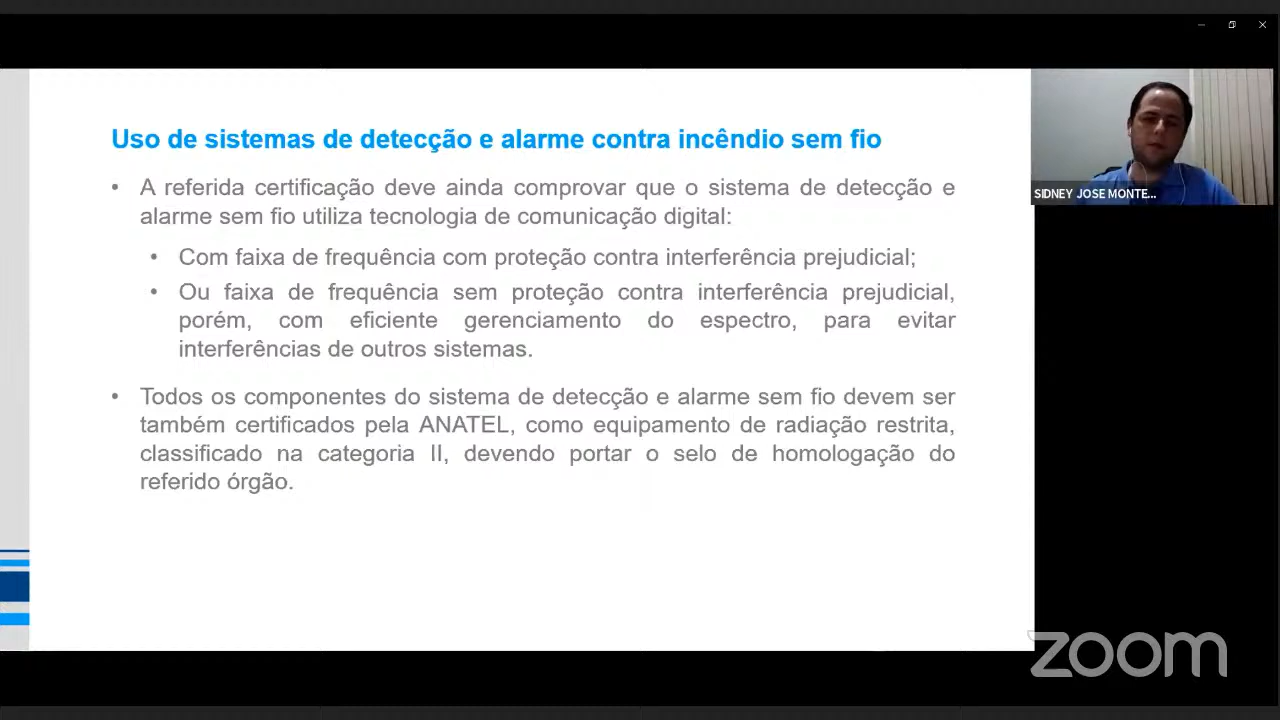 Uso de sistemas de detecção e alarme contra incêndio sem fio
• A referida certificação deve ainda comprovar que o sistema de detecção e
alarme sem fio utiliza tecnologia de comunicação digital:
• Com faixa de frequência com proteção contra interferência prejudicial;
• Ou faixa de frequência sem proteção contra interferência prejudicial,
porém, com eficiente gerenciamento do espectro, para evitar
interferências de outros sistemas.
• Todos os componentes do sistema de detecção e alarme sem fio devem ser
também certificados pela ANATEL, como equipamento de radiação restrita,
classificado na categoria II, devendo portar o selo de homologação do
referido órgão.
SIDNEY JOSE MONTE...
zoom